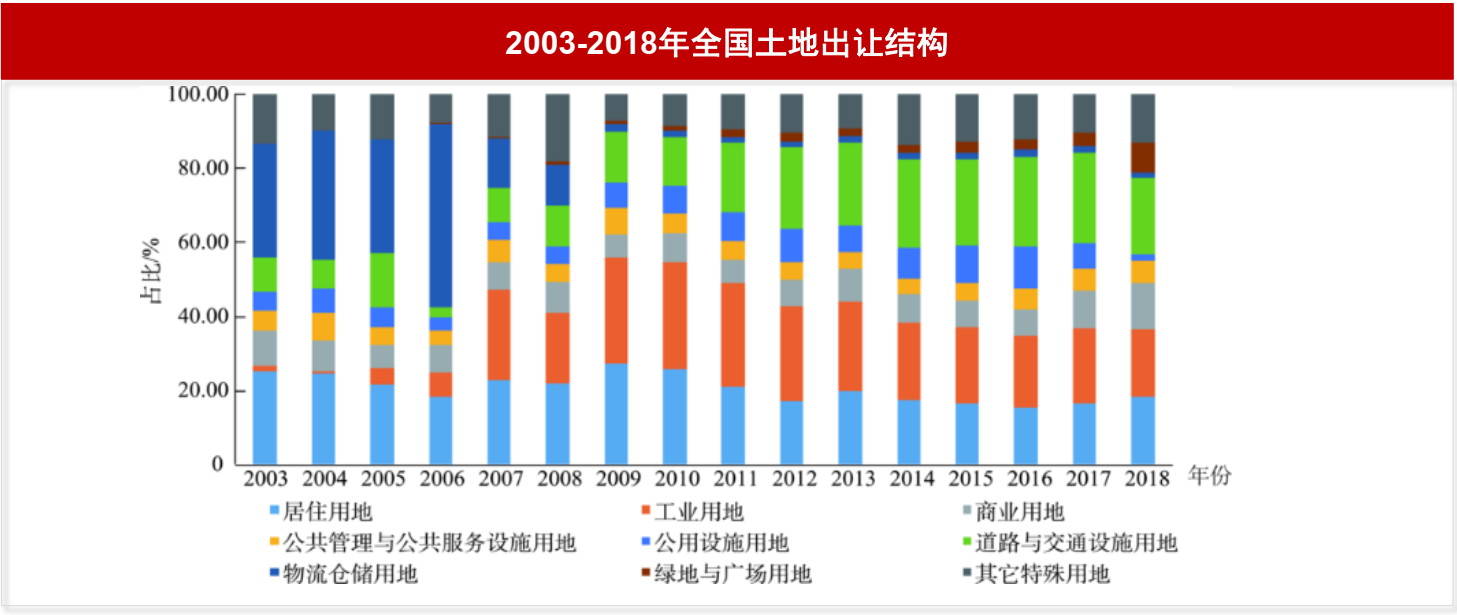 2003-2018年全国土地出让结构
100.00
80.00
60.00
40.00
20.00
0
占比/%
2003 2004 2005 2006 2007 2008 2009 2010 2011 2012 2013 2014 2015 2016 2017 2018 年份
居住用地 工业用地 商业用地
公共管理与公共服务设施用地 公用设施用地 道路与交通设施用地
物流仓储用地 绿地与广场用地 其它特殊用地